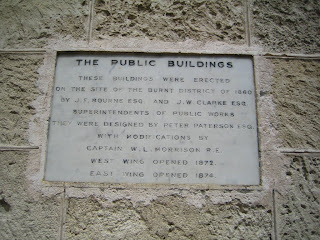 THE PUBLIC BUILDINGS
THESE BUILDINGS WERE ERECTED
ON THE SITE OF THE BURNT DISTRICT OF 1860
BY J.F. BOURNE ESQ. AND J.W. CLARKE ESQ.
SUPERINTENDENTS OF PUBLIC WORKS
THEY WERE DESIGNED BY PETER PATERSON ESQ.
WITH MODIFICATIONS BY
CAPTAIN W.L. MORRISON R.E.
WEST WING OPENED 1872.
EAST WING OPENED 1874.